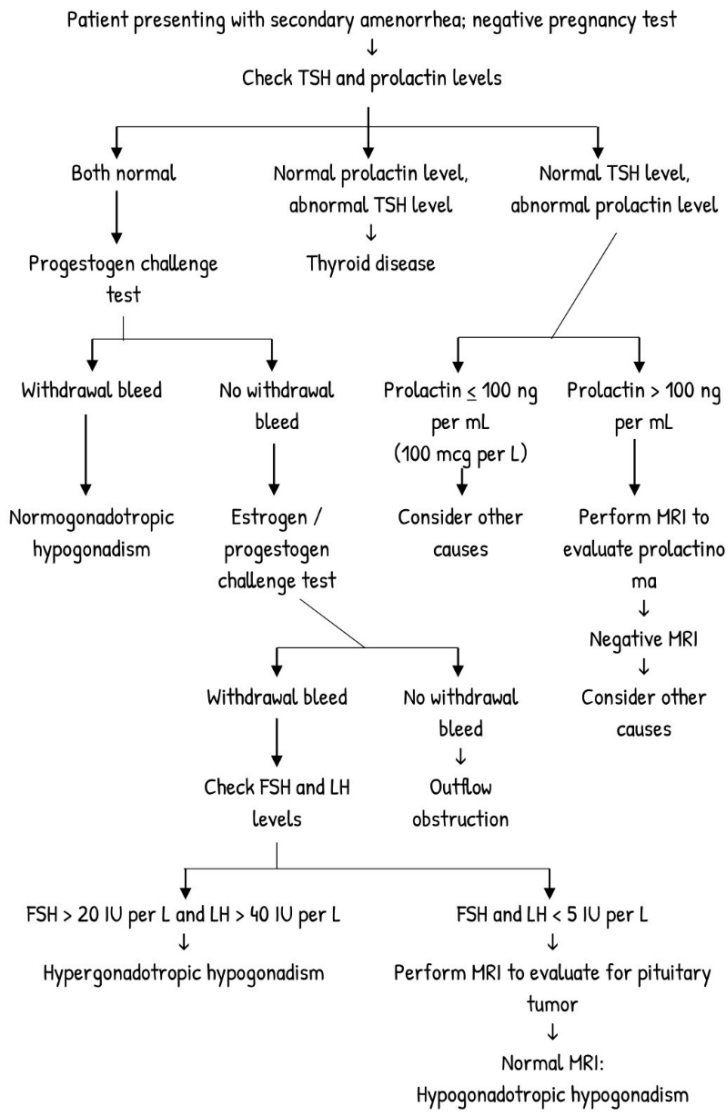 Patient presenting with secondary amenorrhea; negative pregnancy test
↓
Check TSH and prolactin levels
Both normal
Normal prolactin level,
abnormal TSH level
↓
Thyroid disease
Normal TSH level,
abnormal prolactin level
Progestogen challenge
test
Withdrawal bleed
No withdrawal
bleed
Prolactin ≤ 100 ng
per mL
(100 mcg per L)
Prolactin > 100 ng
per mL
Normogonadotropic
hypogonadism
Estrogen /
progestogen
challenge test
Consider other
causes
Perform MRI to
evaluate prolactino
ma
↓
Negative MRI
↓
Consider other
causes
Withdrawal bleed
No withdrawal
bleed
↓
Outflow
obstruction
Check FSH and LH
levels
FSH > 20 IU per L and LH > 40 IU per L
↓
Hypergonadotropic hypogonadism
FSH and LH < 5 IU per L
↓
Perform MRI to evaluate for pituitary
tumor
↓
Normal MRI:
Hypogonadotropic hypogonadism